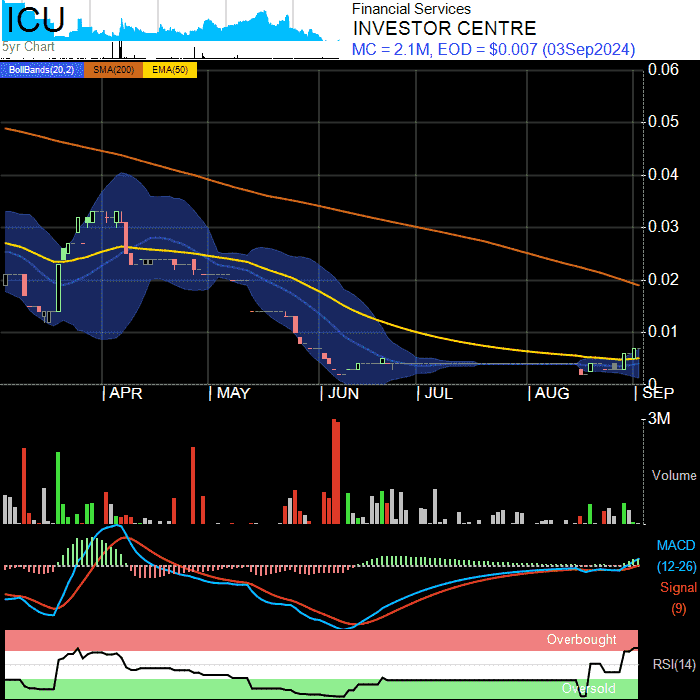 ICU
5yr Chart
Financial Services
INVESTOR CENTRE
MC = 2.1M, EOD = $0.007 (03Sep2024)
BollBands(20,2) SMA(200) EMA(50)
0.06
0.05
0.04
0.03
0.02
0.01
0
APR MAY JUN JUL AUG SEP
3M
Volume
MACD
(12-26)
Signal
(9)
Overbought
RSI(14)
Oversold